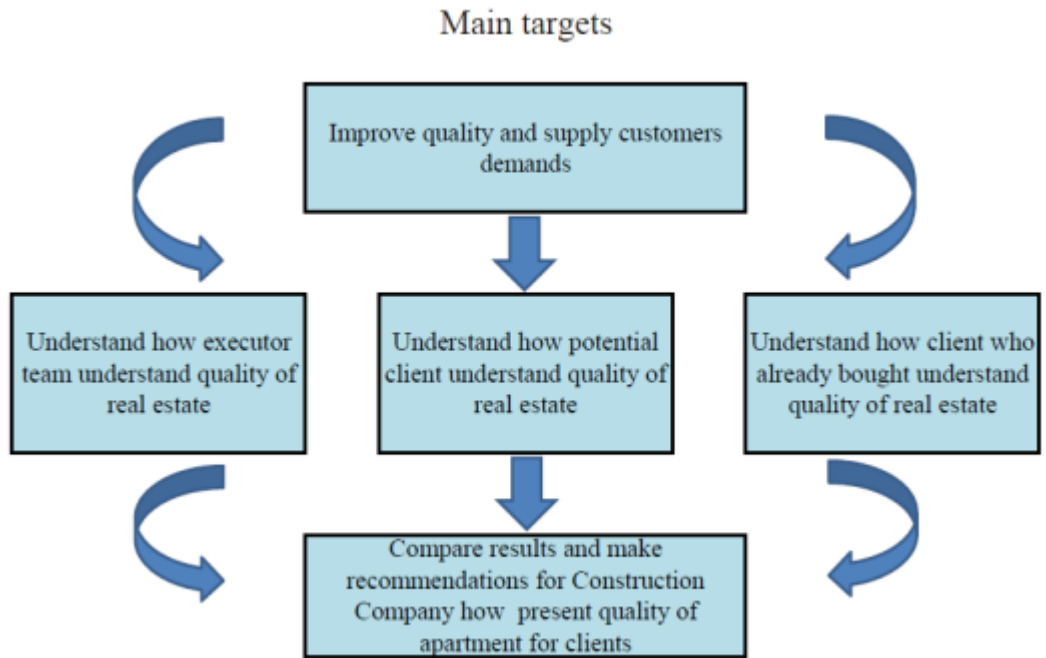 Main targets
Improve quality and supply customers
demands
Understand how executor
team understand quality of
real estate
Understand how potential
client understand quality of
real estate
Understand how client who
already bought understand
quality of real estate
Compare results and make
recommendations for Construction
Company how present quality of
apartment for clients